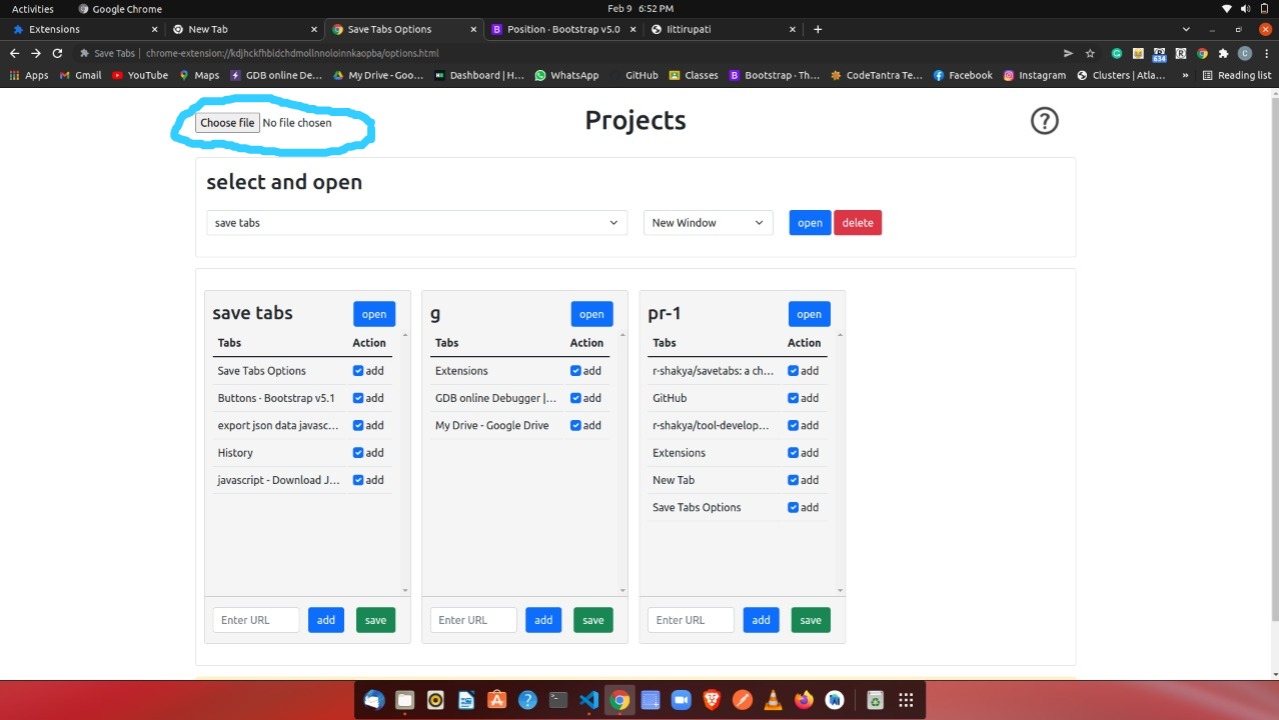 Activities Google Chrome Feb 9 6:52 PM
Extensions New Tab Save Tabs Options Position · Bootstrap v5.0 Iittirupati
Save Tabs | chrome-extension://kdjhckfhbldchdmollnnoloinnkaopba/options.html 634 C
Apps Gmail YouTube Maps GDB online De... My Drive - Goo... Dashboard | H... WhatsApp GitHub Classes Bootstrap · Th... CodeTantra Te... Facebook Instagram Clusters | Atla... » Reading list
Choose file No file chosen Projects ?
select and open
save tabs New Window open delete
save tabs open g open pr-1 open
Tabs Action Tabs Action Tabs Action
Save Tabs Options add Extensions add r-shakya/savetabs: a ch... add
Buttons · Bootstrap v5.1 add GDB online Debugger |... add GitHub add
export json data javasc... add My Drive - Google Drive add r-shakya/tool-develop... add
History add Extensions add
javascript - Download J... add New Tab add
Save Tabs Options add
Enter URL add save Enter URL add save Enter URL add save